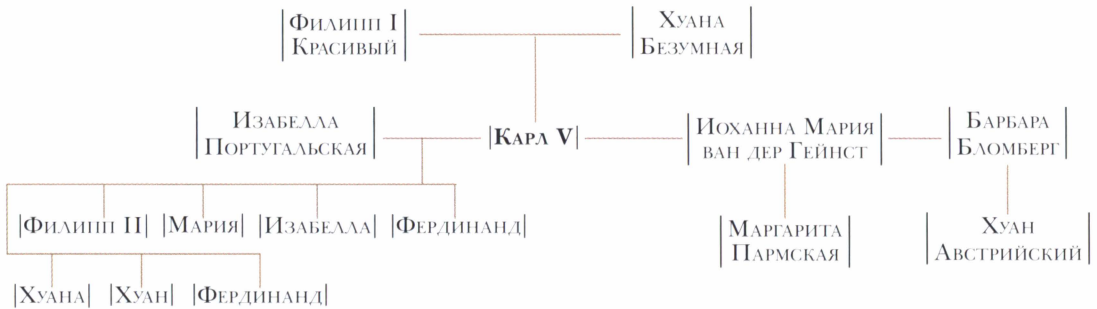 Филипп I
Красивый
Хуана
Безумная
Изабелла
Португальская
Карл V
Иоханна Мария
ван дер Гейнст
Барбара
Бломберг
Филипп II
Мария
Изабелла
Фердинанд
Маргарита
Пармская
Хуан
Австрийский
Хуана
Хуан
Фердинанд